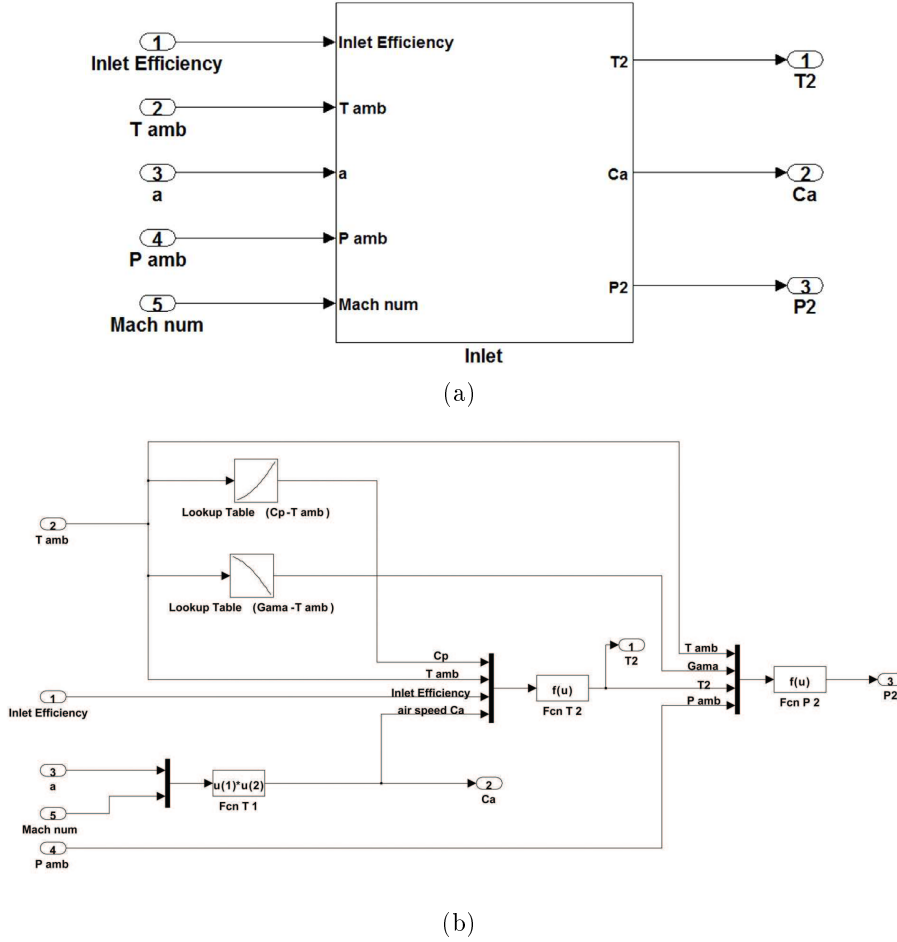 1
Inlet Efficiency
2
T amb
3
a
4
P amb
5
Mach num
Inlet Efficiency
T amb
a
P amb
Mach num
T2
Ca
P2
Inlet
1
T2
2
Ca
3
P2
(a)
Lookup Table (Cp-T amb)
2
T amb
Lookup Table (Gama-T amb)
1
Inlet Efficiency
3
a
5
Mach num
4
P amb
u(1)*u(2)
Fcn T 1
Cp
T amb
Inlet Efficiency
air speed Ca
2
Ca
f(u)
Fcn T 2
1
T2
T amb
Gama
T2
P amb
f(u)
Fcn P 2
3
P2
(b)